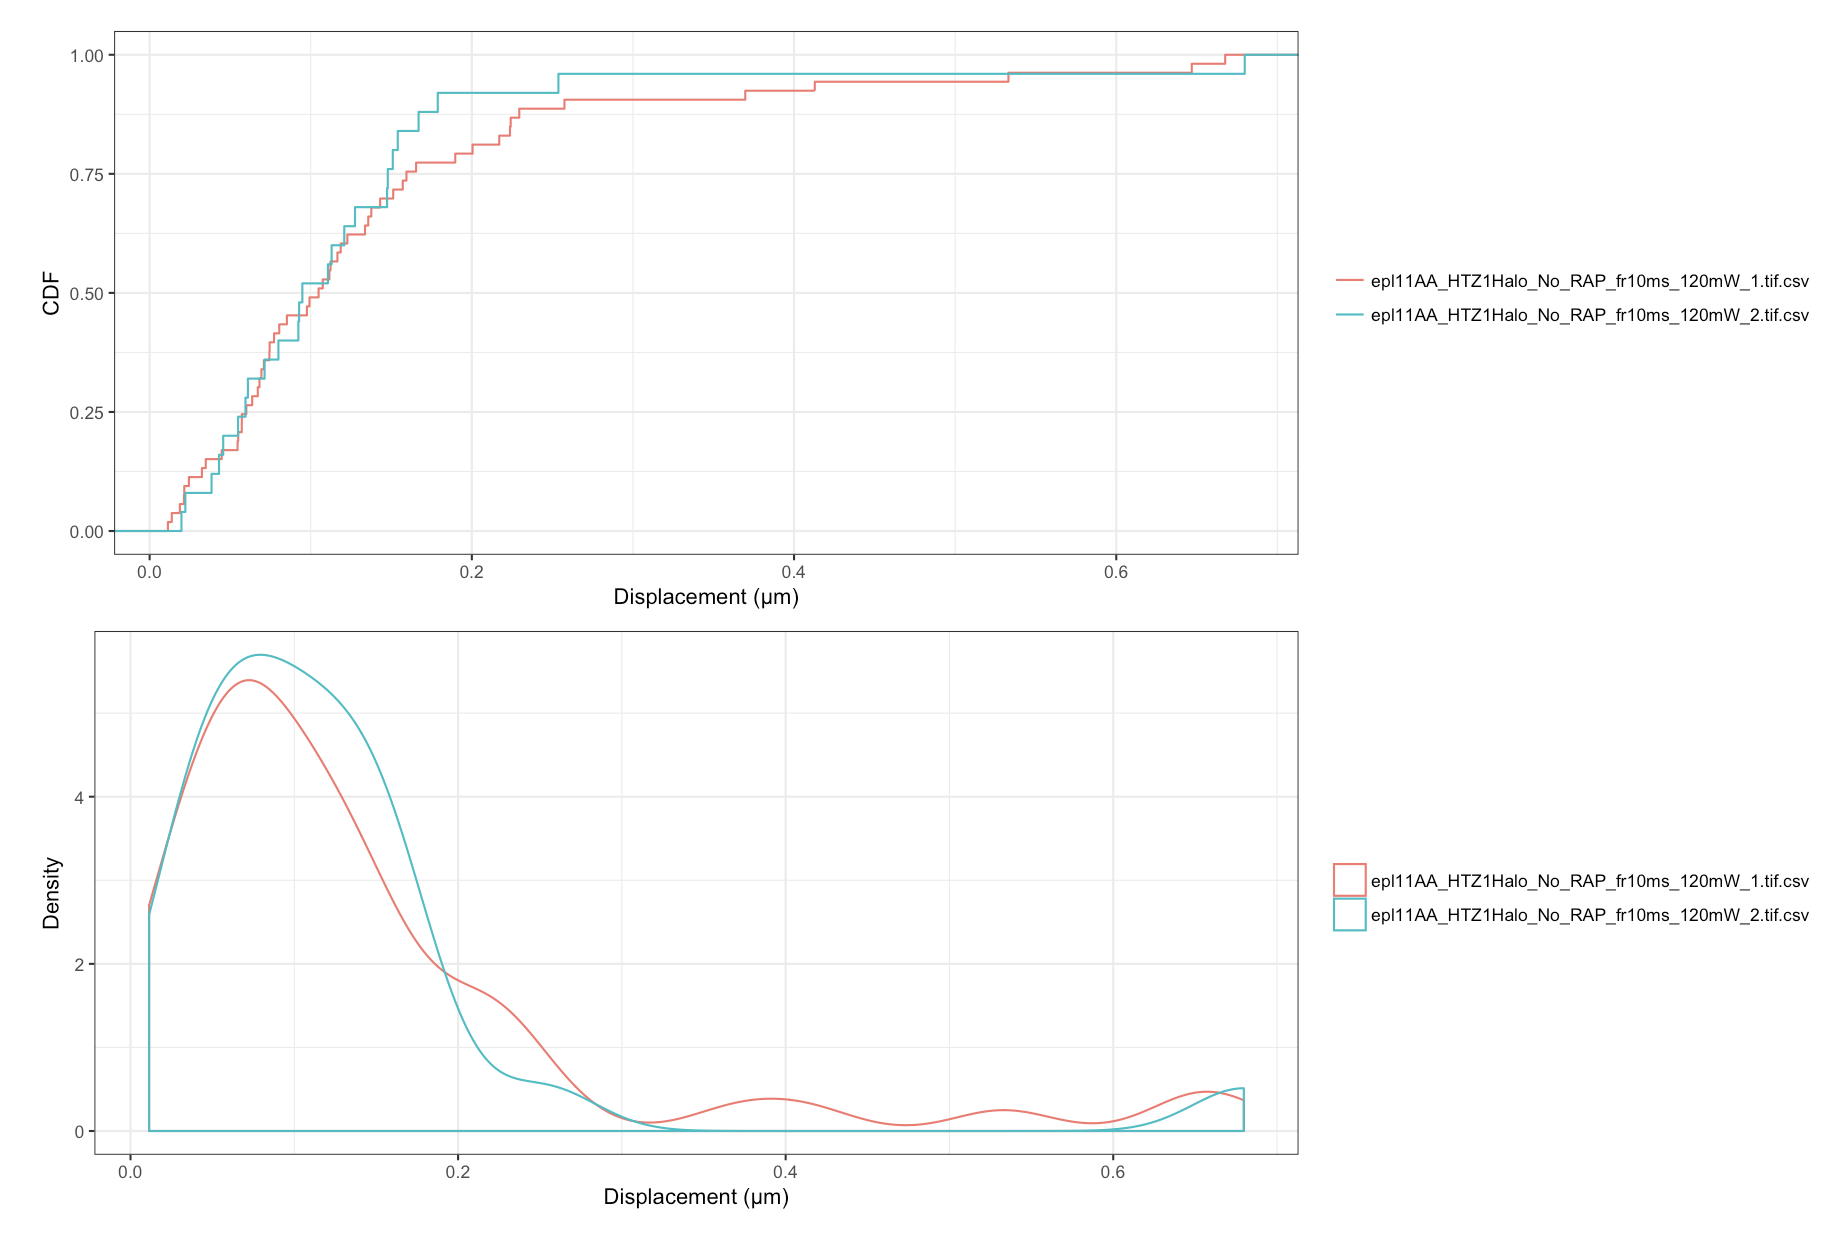 1.00
0.75
0.50
0.25
0.00
CDF
0.0 0.2 0.4 0.6
Displacement (µm)
epl11AA_HTZ1Halo_No_RAP_fr10ms_120mW_1.tif.csv
epl11AA_HTZ1Halo_No_RAP_fr10ms_120mW_2.tif.csv
4
2
0
Density
0.0 0.2 0.4 0.6
Displacement (µm)
epl11AA_HTZ1Halo_No_RAP_fr10ms_120mW_1.tif.csv
epl11AA_HTZ1Halo_No_RAP_fr10ms_120mW_2.tif.csv